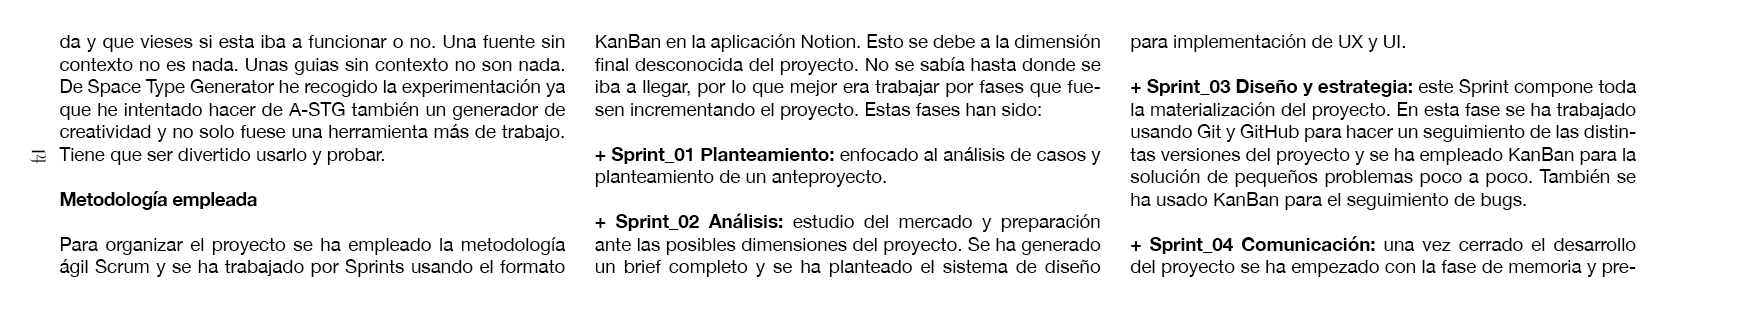 da y que vieses si esta iba a funcionar o no. Una fuente sin
contexto no es nada. Unas guias sin contexto no son nada.
De Space Type Generator he recogido la experimentación ya
que he intentado hacer de A-STG también un generador de
creatividad y no solo fuese una herramienta más de trabajo.
Tiene que ser divertido usarlo y probar.
Metodología empleada
Para organizar el proyecto se ha empleado la metodología
ágil Scrum y se ha trabajado por Sprints usando el formato
KanBan en la aplicación Notion. Esto se debe a la dimensión
final desconocida del proyecto. No se sabía hasta donde se
iba a llegar, por lo que mejor era trabajar por fases que fue-
sen incrementando el proyecto. Estas fases han sido:
+ Sprint_01 Planteamiento: enfocado al análisis de casos y
planteamiento de un anteproyecto.
+ Sprint_02 Análisis: estudio del mercado y preparación
ante las posibles dimensiones del proyecto. Se ha generado
un brief completo y se ha planteado el sistema de diseño
para implementación de UX y UI.
+ Sprint_03 Diseño y estrategia: este Sprint compone toda
la materialización del proyecto. En esta fase se ha trabajado
usando Git y GitHub para hacer un seguimiento de las distin-
tas versiones del proyecto y se ha empleado KanBan para la
solución de pequeños problemas poco a poco. También se
ha usado KanBan para el seguimiento de bugs.
+ Sprint_04 Comunicación: una vez cerrado el desarrollo
del proyecto se ha empezado con la fase de memoria y pre-
14